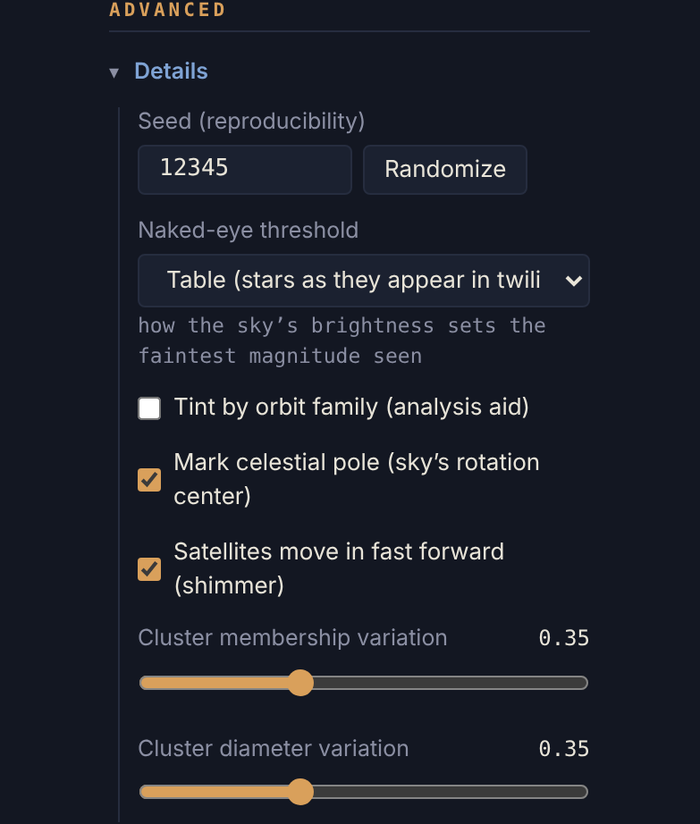 ADVANCED
▼ Details
Seed (reproducibility)
12345
Randomize
Naked-eye threshold
Table (stars as they appear in twili
how the sky’s brightness sets the
faintest magnitude seen
Tint by orbit family (analysis aid)
Mark celestial pole (sky’s rotation
center)
Satellites move in fast forward
(shimmer)
Cluster membership variation 0.35
Cluster diameter variation 0.35